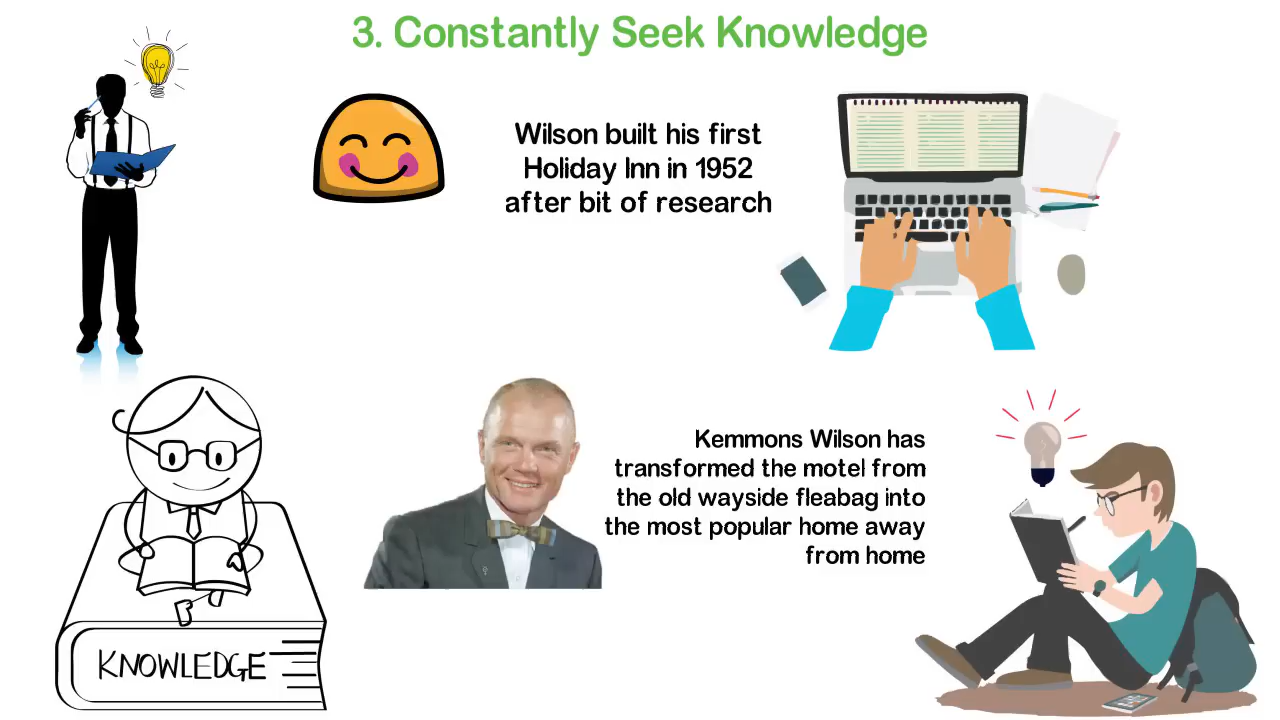 3. Constantly Seek Knowledge
Wilson built his first
Holiday Inn in 1952
after bit of research
Kemmons Wilson has
transformed the motel from
the old wayside fleabag into
the most popular home away
from home
KNOWLEDGE